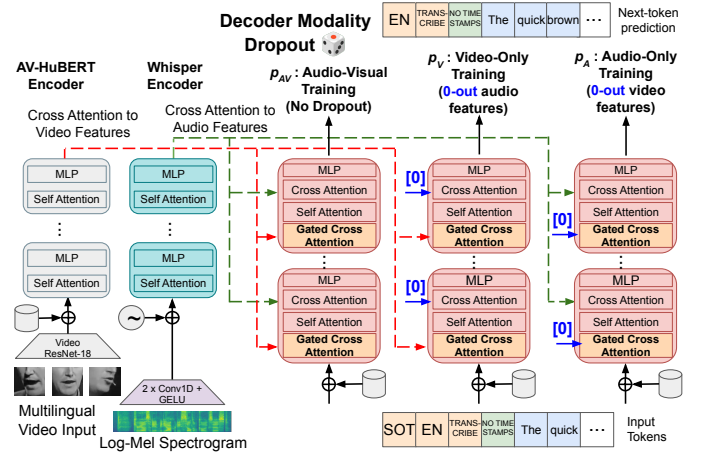 Decoder Modality
Dropout
EN
TRANS-
CRIBE
NO TIME
STAMPS
The
quick
brown
...
Next-token
prediction
AV-HuBERT
Encoder
Whisper
Encoder
p_AV : Audio-Visual
Training
(No Dropout)
p_V : Video-Only
Training
(0-out audio
features)
p_A : Audio-Only
Training
(0-out video
features)
Cross Attention to
Video Features
Cross Attention to
Audio Features
MLP
Self Attention
...
MLP
Self Attention
MLP
Self Attention
...
MLP
Self Attention
~
Video
ResNet-18
2 x Conv1D +
GELU
Multilingual
Video Input
Log-Mel Spectrogram
MLP
Cross Attention
Self Attention
Gated Cross
Attention
...
MLP
Cross Attention
Self Attention
Gated Cross
Attention
[0]
MLP
Cross Attention
Self Attention
Gated Cross
Attention
...
[0]
MLP
Cross Attention
Self Attention
Gated Cross
Attention
MLP
Cross Attention
Self Attention
[0]
Gated Cross
Attention
...
MLP
Cross Attention
Self Attention
[0]
Gated Cross
Attention
SOT
EN
TRANS-
CRIBE
NO TIME
STAMPS
The
quick
...
Input
Tokens